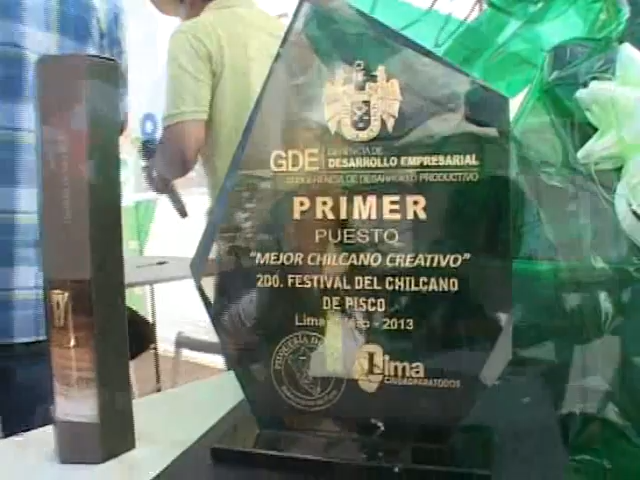 GDE GERENCIA DE
DESARROLLO EMPRESARIAL
SUBGERENCIA DE DESARROLLO PRODUCTIVO
PRIMER
PUESTO
"MEJOR CHILCANO CREATIVO"
2DO. FESTIVAL DEL CHILCANO
DE PISCO
Lima - 2013
Lima
CIUDADPARATODOS